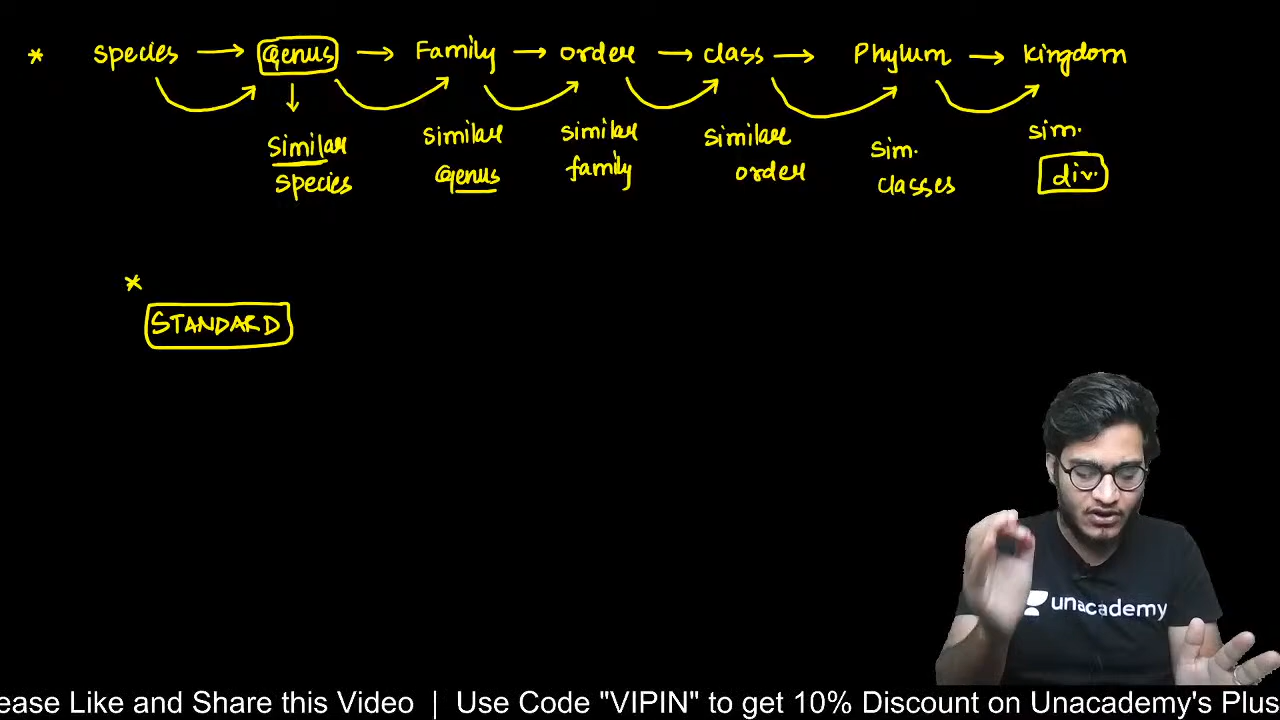 * Species → Genus → Family → order → class → Phylum → Kingdom
Similar species
similar Genus
similar family
similar order
sim. classes
sim. div.
*
STANDARD
unacademy
ease Like and Share this Video | Use Code "VIPIN" to get 10% Discount on Unacademy's Plus